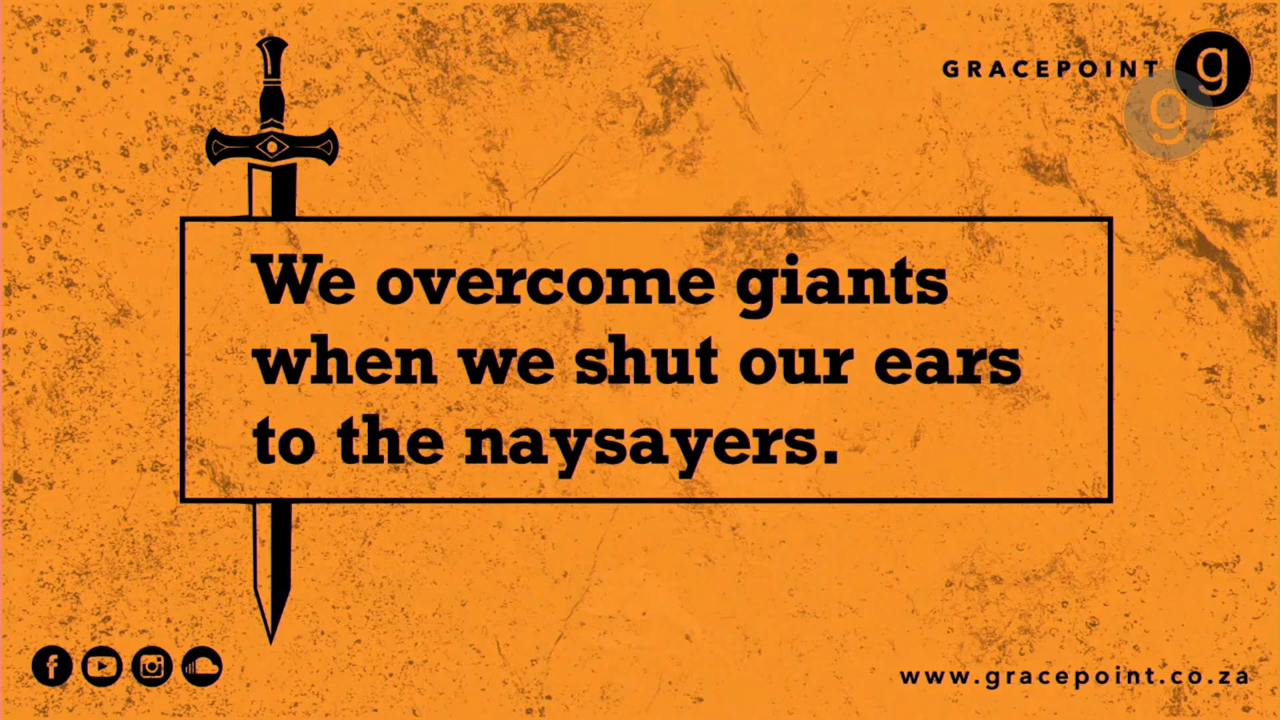 GRACEPOINT g
g
We overcome giants
when we shut our ears
to the naysayers.
www.gracepoint.co.za